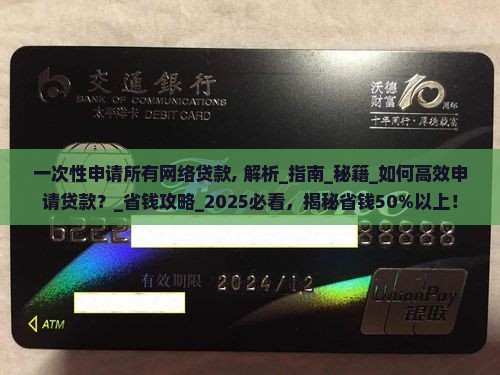 交通銀行
BANK OF COMMUNICATIONS
太平洋卡 DEBIT CARD
沃德
财富
10
周年
十年同行·厚德载富
一次性申请所有网络贷款, 解析_指南_秘籍_如何高效申
请贷款？_省钱攻略_2025必看，揭秘省钱50%以上！
6222
88888
有效期限 2024/12
ATM
UnionPay
银联